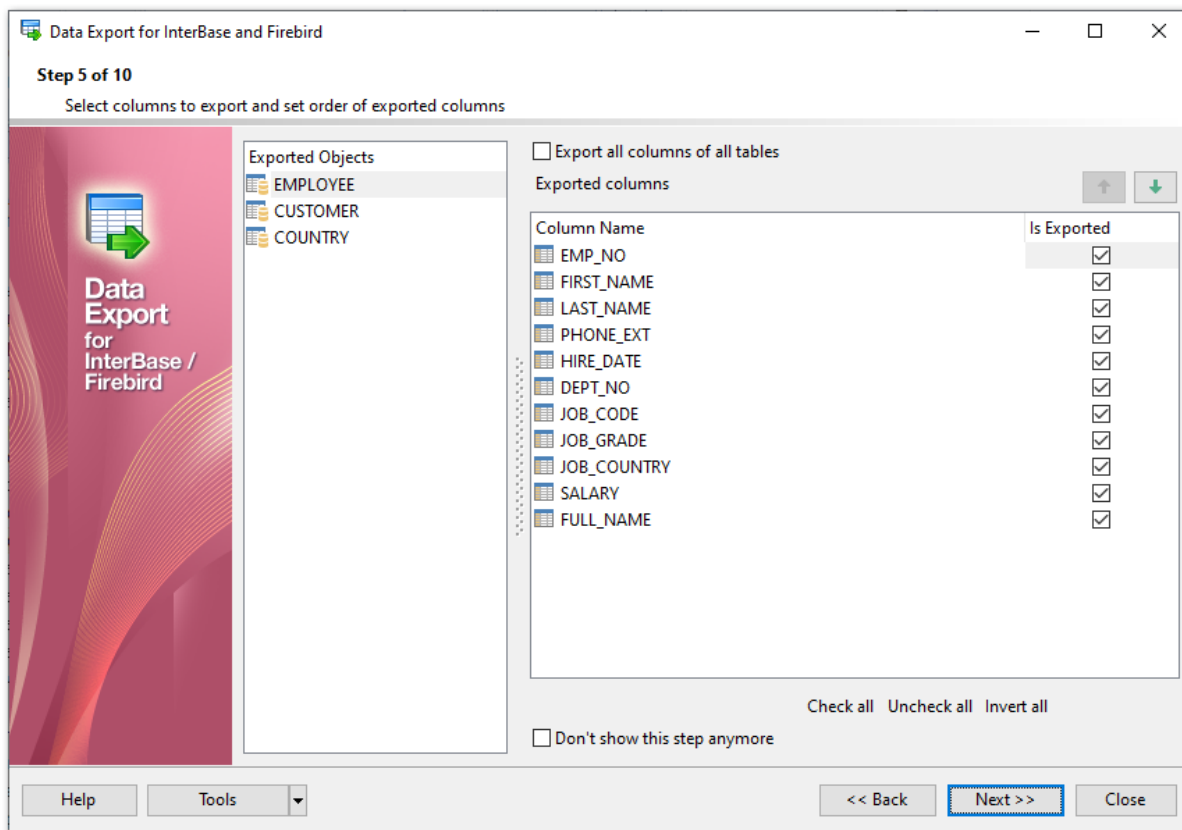 Data Export for InterBase and Firebird
Step 5 of 10
Select columns to export and set order of exported columns
Data
Export
for
InterBase /
Firebird
Exported Objects
EMPLOYEE
CUSTOMER
COUNTRY
Export all columns of all tables
Exported columns
Column Name Is Exported
EMP_NO
FIRST_NAME
LAST_NAME
PHONE_EXT
HIRE_DATE
DEPT_NO
JOB_CODE
JOB_GRADE
JOB_COUNTRY
SALARY
FULL_NAME
Check all Uncheck all Invert all
Don't show this step anymore
Help Tools << Back Next >> Close